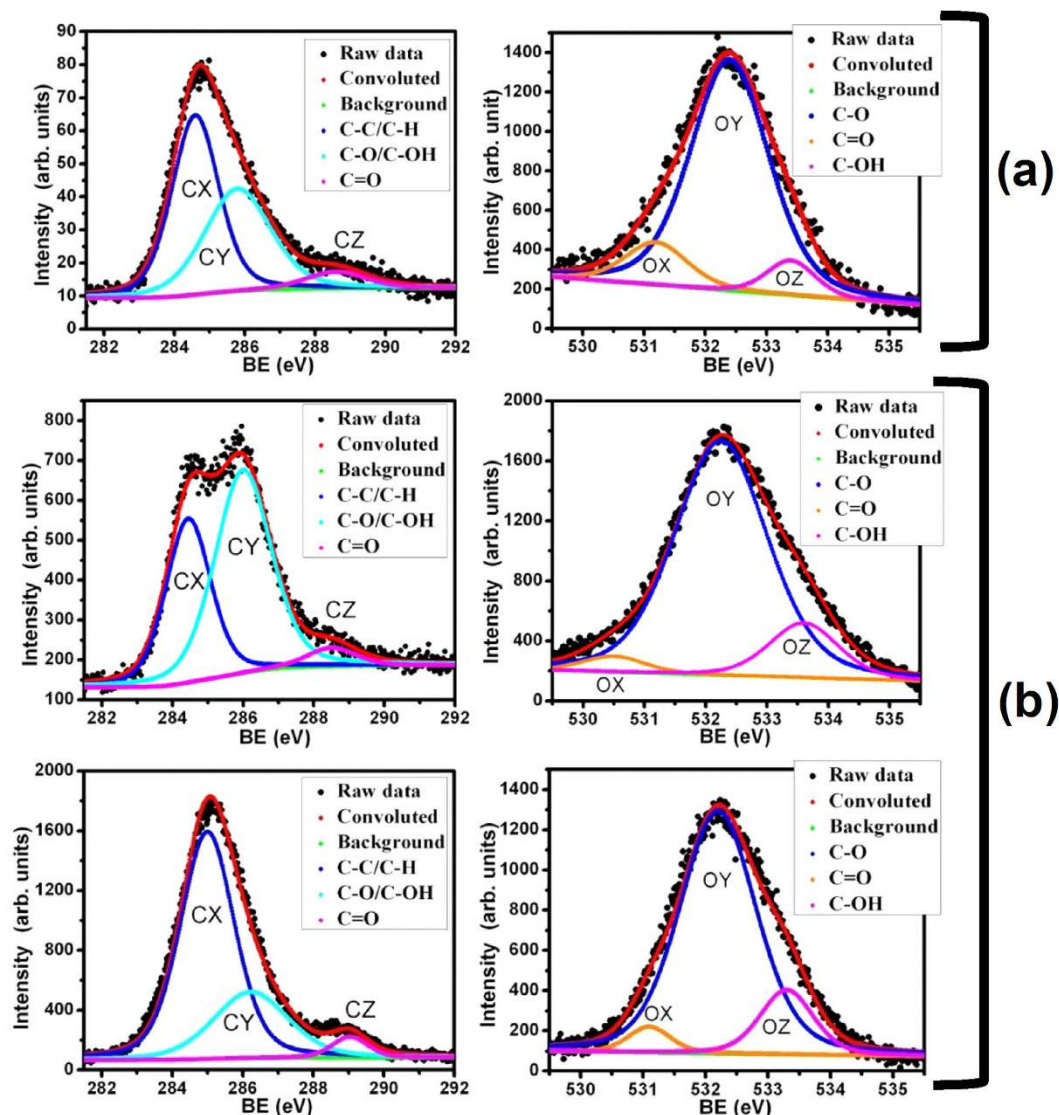 90
80
70
60
50
40
30
20
10
0
Intensity (arb. unit)
282 284 286 288 290 292
BE (eV)
Raw data
Convoluted
Background
C-C/C-H
C-O/C-OH
C=O
CX
CY
CZ
1400
1200
1000
800
600
400
200
0
Intensity (arb. unit)
530 531 532 533 534 535
BE (eV)
Raw data
Convoluted
Background
C-O
C=O
C-OH
OY
OX
OZ
(a)
800
700
600
500
400
300
200
100
Intensity (arb. units)
282 284 286 288 290 292
BE (eV)
Raw data
Convoluted
Background
C-C/C-H
C-O/C-OH
C=O
CY
CX
CZ
2000
1600
1200
800
400
0
Intensity (arb. units)
530 531 532 533 534 535
BE (eV)
Raw data
Convoluted
Background
C-O
C=O
C-OH
OY
OZ
OX
(b)
2000
1600
1200
800
400
0
Intensity (arb. units)
282 284 286 288 290 292
BE (eV)
Raw data
Convoluted
Background
C-C/C-H
C-O/C-OH
C=O
CX
CY
CZ
1400
1200
1000
800
600
400
200
0
Intensity (arb. units)
530 531 532 533 534 535
BE (eV)
Raw data
Convoluted
Background
C-O
C=O
C-OH
OY
OX
OZ